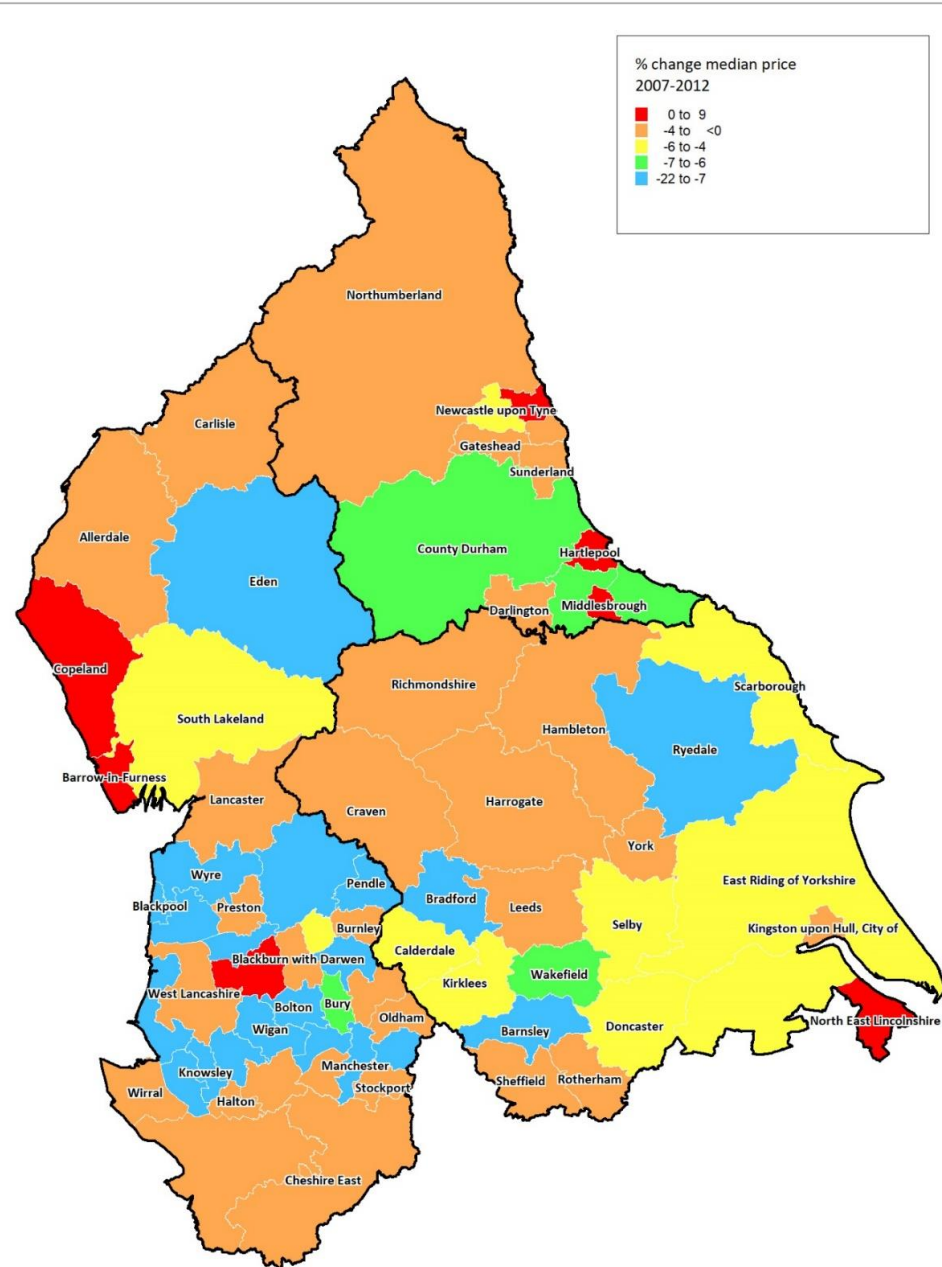 % change median price
2007-2012
0 to 9
-4 to <0
-6 to -4
-7 to -6
-22 to -7
Northumberland
Newcastle upon Tyne
Carlisle
Gateshead
Sunderland
Allerdale
County Durham
Hartlepool
Eden
Darlington
Middlesbrough
Copeland
Richmondshire
Scarborough
South Lakeland
Hambleton
Ryedale
Barrow-in-Furness
Lancaster
Harrogate
Craven
York
Wyre
Pendle
East Riding of Yorkshire
Bradford
Blackpool
Preston
Leeds
Selby
Burnley
Kingston upon Hull, City of
Calderdale
Blackburn with Darwen
Wakefield
Kirklees
West Lancashire
Bolton
Bury
Oldham
North East Lincolnshire
Wigan
Barnsley
Doncaster
Manchester
Knowsley
Sheffield
Rotherham
Stockport
Wirral
Halton
Cheshire East